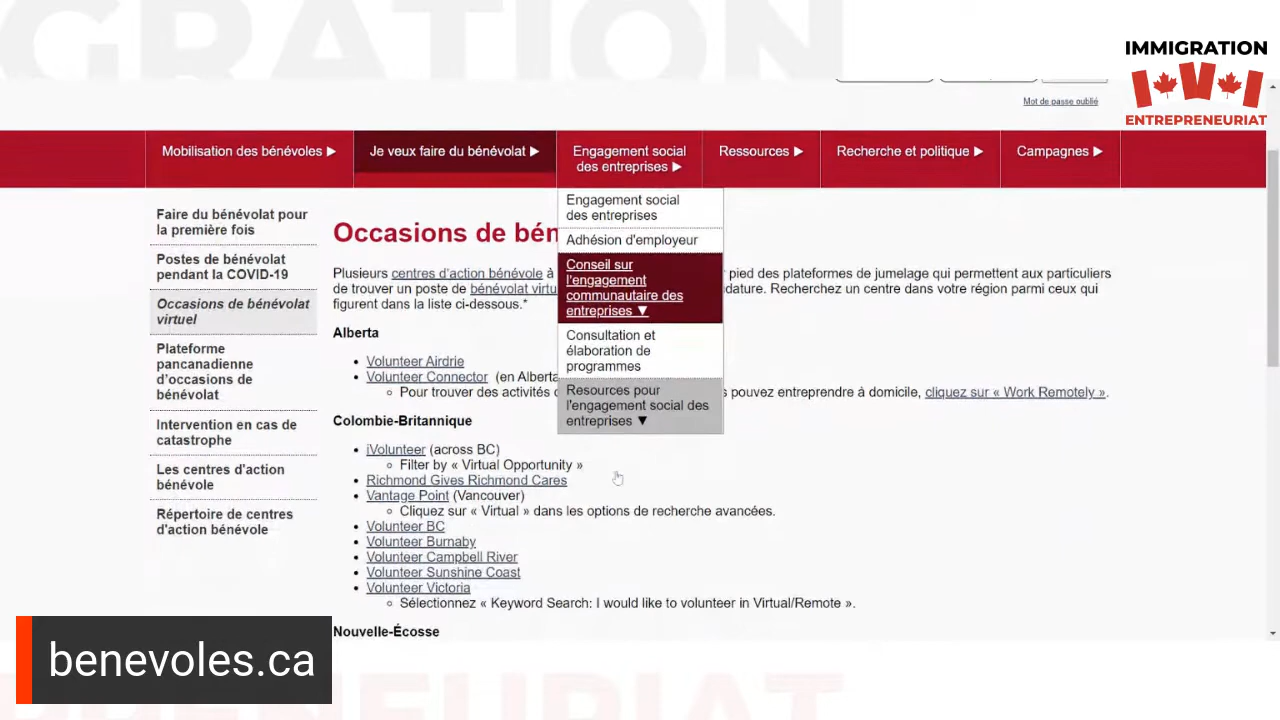 GRATION
IMMIGRATION
ENTREPRENEURIAT
Mot de passe oublié
Mobilisation des bénévoles ▶
Je veux faire du bénévolat ▶
Engagement social
des entreprises ▶
Ressources ▶
Recherche et politique ▶
Campagnes ▶
Engagement social
des entreprises
Adhésion d'employeur
Conseil sur
l'engagement
communautaire des
entreprises ▼
Consultation et
élaboration de
programmes
Resources pour
l'engagement social des
entreprises ▼
Faire du bénévolat pour
la première fois
Postes de bénévolat
pendant la COVID-19
Occasions de bénévolat
virtuel
Plateforme
pancanadienne
d'occasions de
bénévolat
Intervention en cas de
catastrophe
Les centres d'action
bénévole
Répertoire de centres
d'action bénévole
Occasions de bén
Plusieurs centres d'action bénévole à pied des plateformes de jumelage qui permettent aux particuliers
de trouver un poste de bénévolat virtu dature. Recherchez un centre dans votre région parmi ceux qui
figurent dans la liste ci-dessous.*
Alberta
• Volunteer Airdrie
• Volunteer Connector (en Alberta
Pour trouver des activités s pouvez entreprendre à domicile, cliquez sur « Work Remotely ».
Colombie-Britannique
• iVolunteer (across BC)
Filter by « Virtual Opportunity »
• Richmond Gives Richmond Cares
• Vantage Point (Vancouver)
Cliquez sur « Virtual » dans les options de recherche avancées.
• Volunteer BC
• Volunteer Burnaby
• Volunteer Campbell River
• Volunteer Sunshine Coast
• Volunteer Victoria
Sélectionnez « Keyword Search: I would like to volunteer in Virtual/Remote ».
Nouvelle-Écosse
benevoles.ca
PRENEURIAT